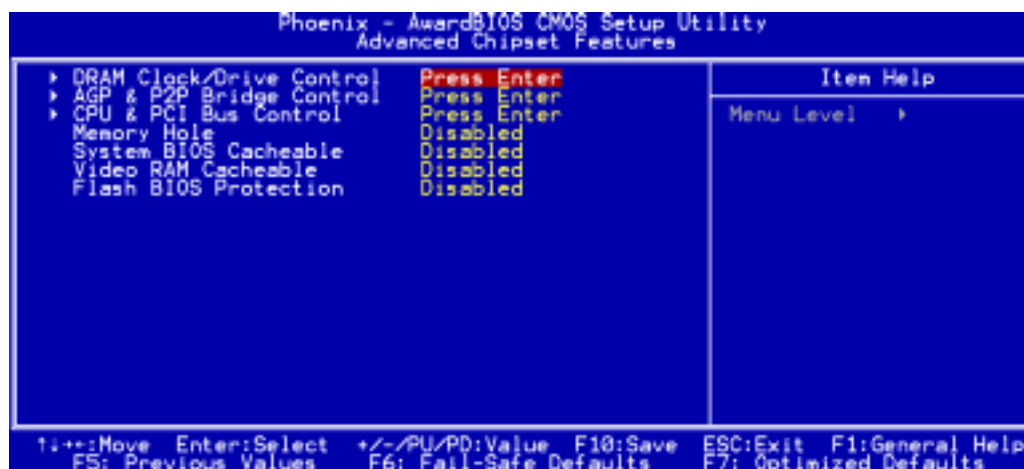 Phoenix - AwardBIOS CMOS Setup Utility
Advanced Chipset Features
▸ DRAM Clock/Drive Control Press Enter
▸ AGP & P2P Bridge Control Press Enter
▸ CPU & PCI Bus Control Press Enter
Memory Hole Disabled
System BIOS Cacheable Disabled
Video RAM Cacheable Disabled
Flash BIOS Protection Disabled
Item Help
Menu Level ▸
↑↓→←:Move Enter:Select +/-/PU/PD:Value F10:Save ESC:Exit F1:General Help
F5: Previous Values F6: Fail-Safe Defaults F7: Optimized Defaults